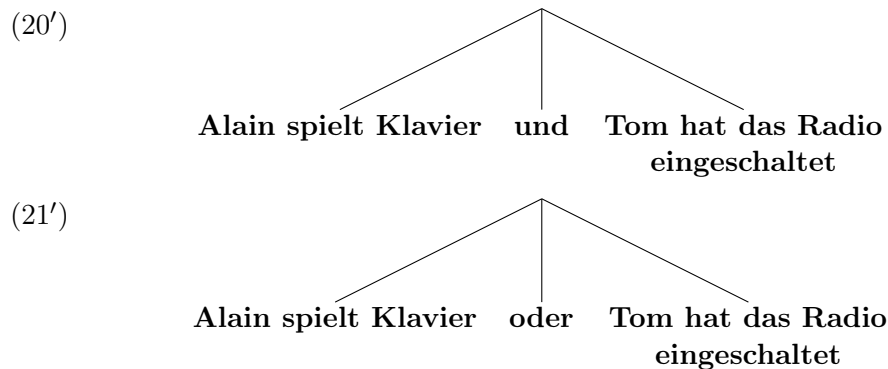 (20′)
Alain spielt Klavier und Tom hat das Radio
eingeschaltet
(21′)
Alain spielt Klavier oder Tom hat das Radio
eingeschaltet